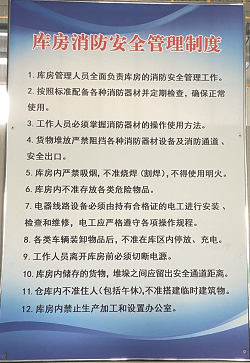 库房消防安全管理制度
1. 库房管理人员全面负责库房的消防安全管理工作。
2. 按照标准配备各种消防器材并定期检查，确保正常
使用。
3. 工作人员必须掌握消防器材的操作使用方法。
4. 货物堆放严禁阻挡各种消防器材设备及消防通道、
安全出口。
5. 库房内严禁吸烟，不准烧焊（割焊），不得使用明火。
6. 库房内不准存放各类危险物品。
7. 电器线路设备必须由持有合格证的电工进行安装、
检查和维修，电工应严格遵守各项操作规程。
8. 各类车辆装卸物品后，不准在库区内停放、充电。
9. 工作人员离开库房前必须切断电源。
10. 库房内储存的货物，堆垛之间应留出安全通道距离。
11. 仓库内不准住人（包括午休），不准搭建临时建筑物。
12. 库房内禁止生产加工和设置办公室。